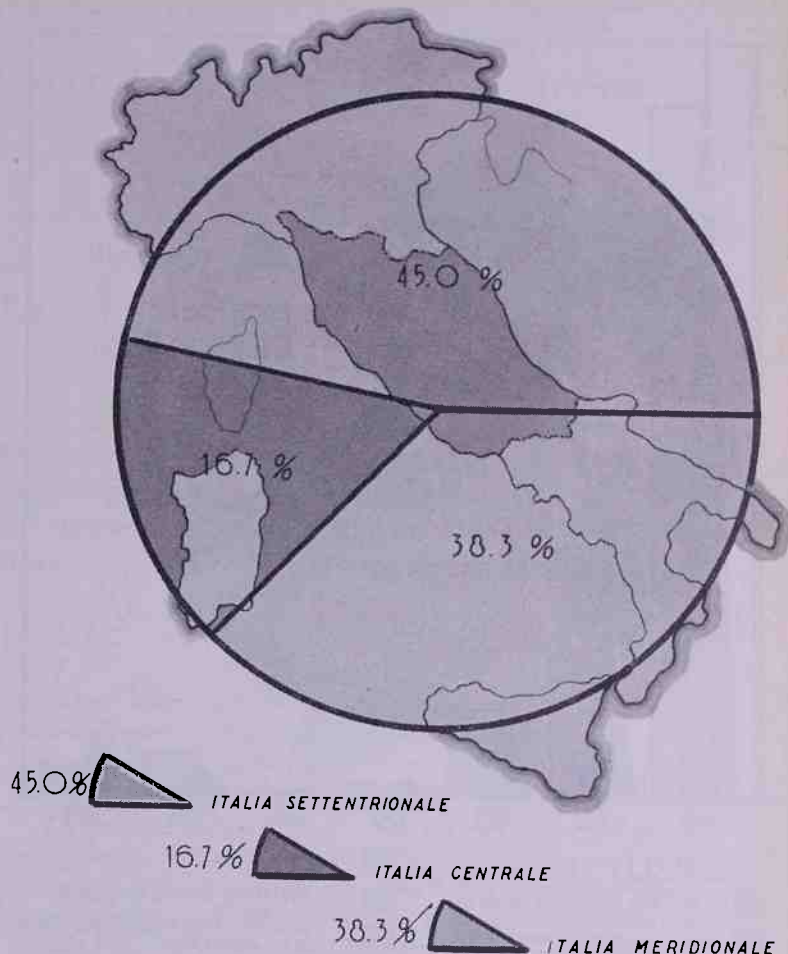 45.0 %
16.7 %
38.3 %
45.0% ITALIA SETTENTRIONALE
16.7 % ITALIA CENTRALE
38.3 % ITALIA MERIDIONALE